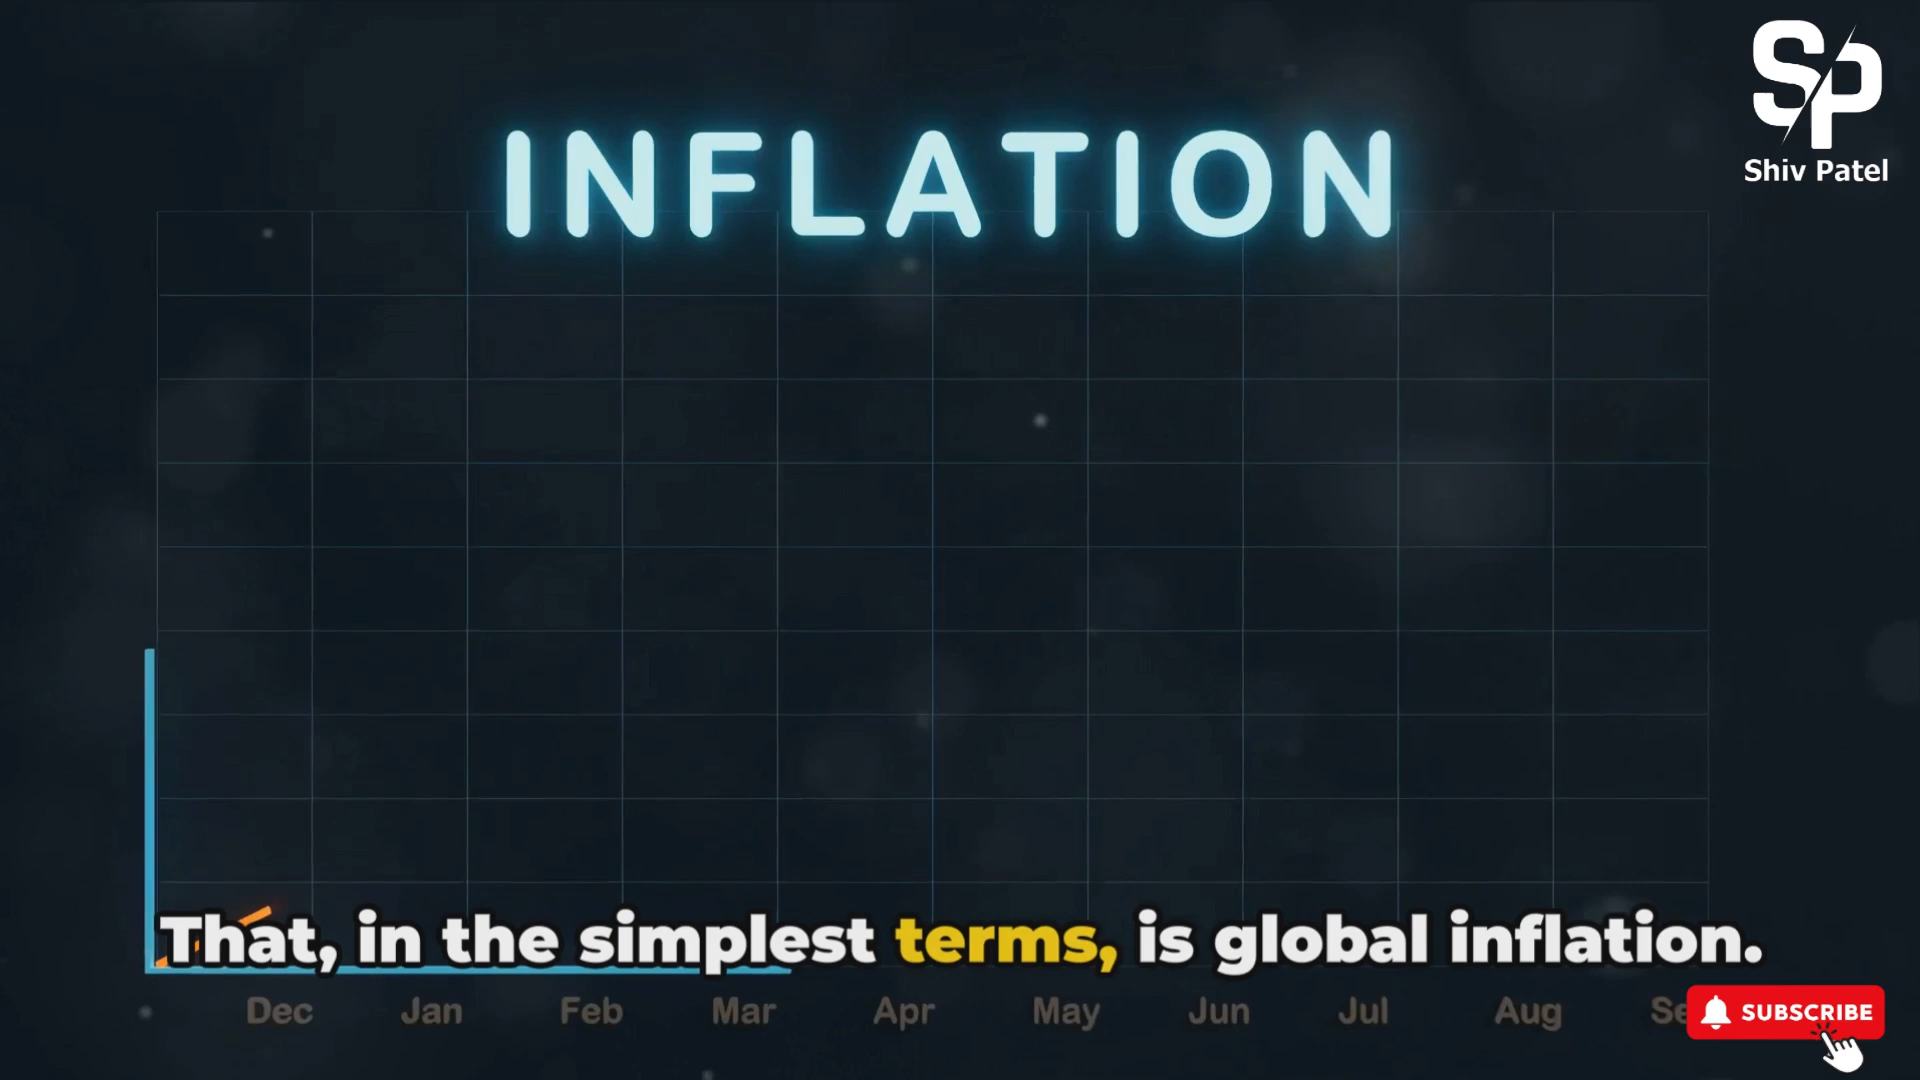 SP
Shiv Patel
INFLATION
That, in the simplest terms, is global inflation.
Dec Jan Feb Mar Apr May Jun Jul Aug
SUBSCRIBE